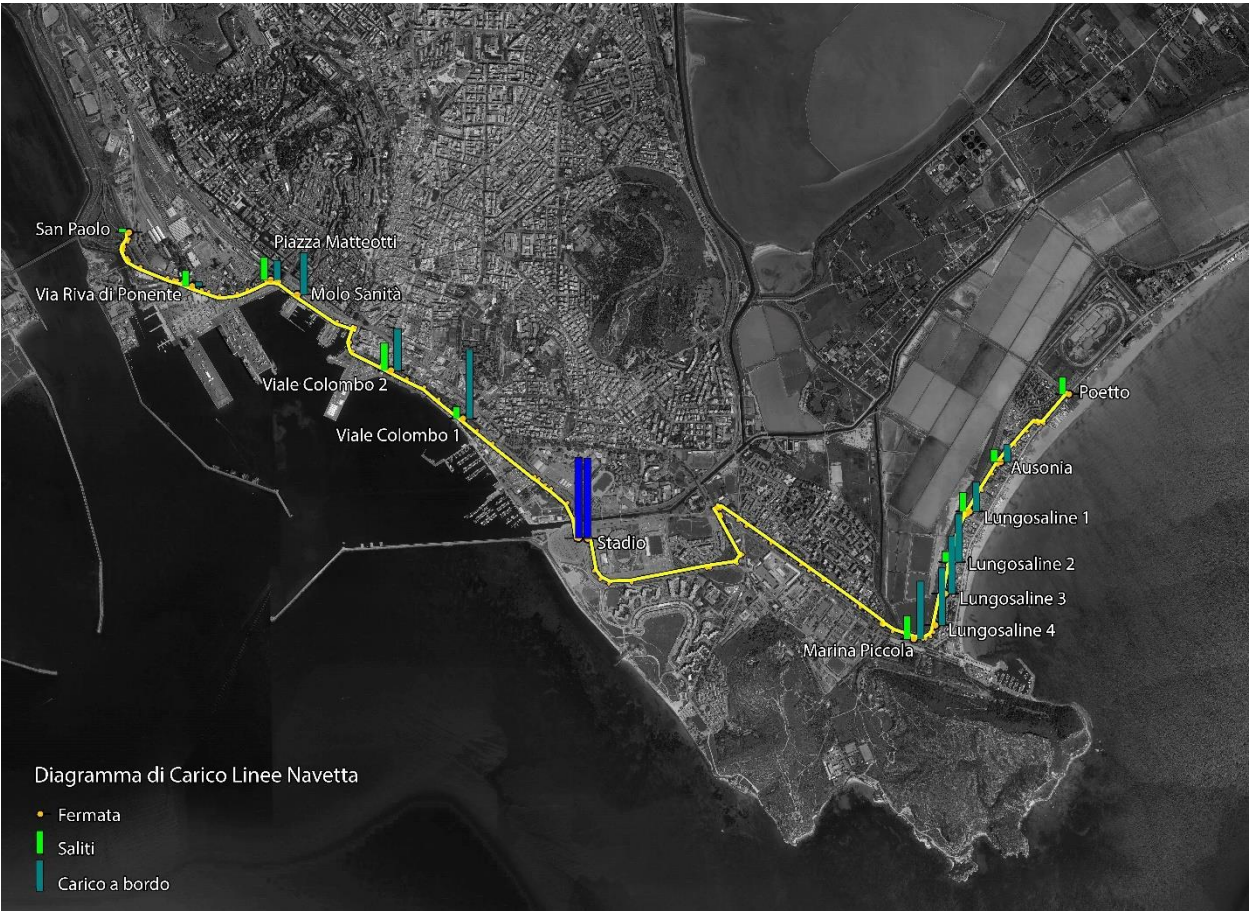 San Paolo
Piazza Matteotti
Via Riva di Ponente
Molo Sanità
Viale Colombo 2
Poetto
Viale Colombo 1
Ausonia
Lungosaline 1
Stadio
Lungosaline 2
Lungosaline 3
Lungosaline 4
Marina Piccola
Diagramma di Carico Linee Navetta
Fermata
Saliti
Carico a bordo